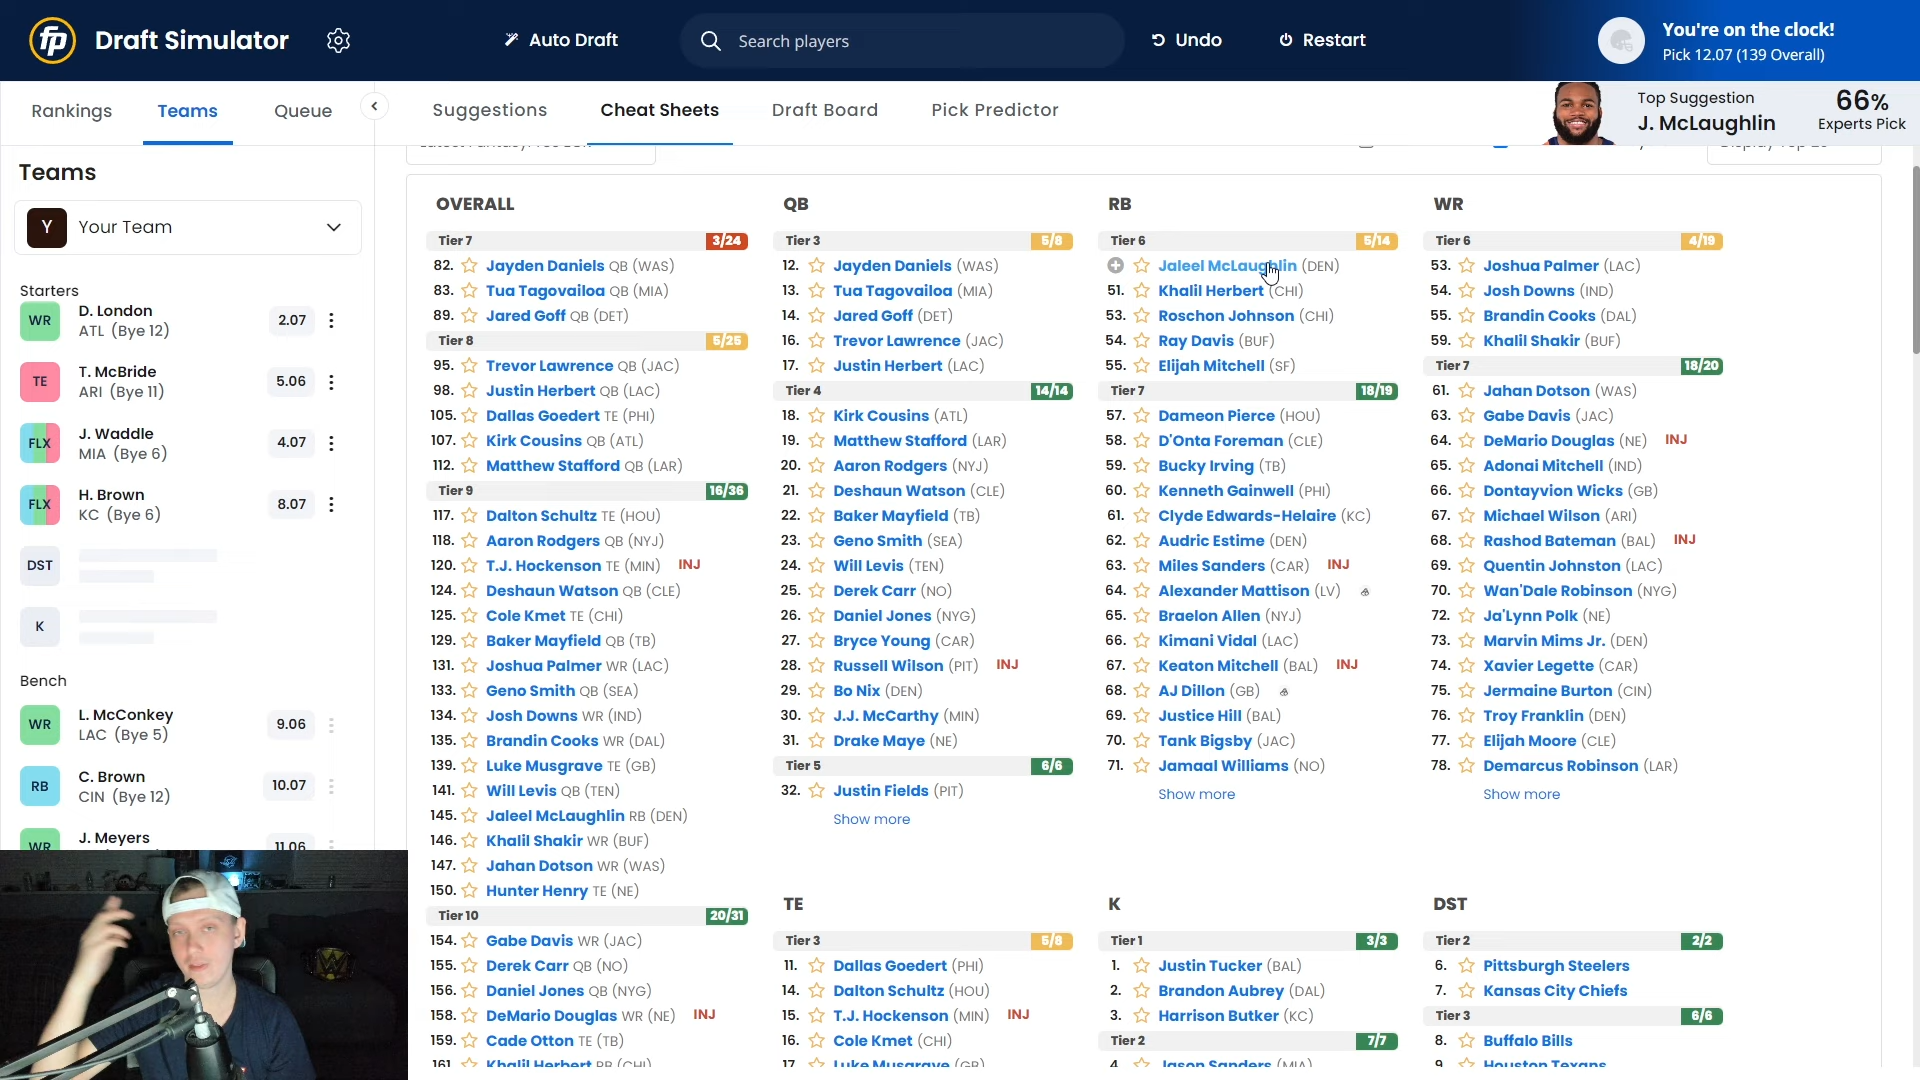 fp Draft Simulator
Auto Draft
Search players
Undo
Restart
You're on the clock!
Pick 12.07 (139 Overall)
Rankings
Teams
Queue
Suggestions
Cheat Sheets
Draft Board
Pick Predictor
Top Suggestion
J. McLaughlin
66%
Experts Pick
Teams
Y Your Team
Starters
WR D. London 2.07
ATL (Bye 12)
TE T. McBride 5.06
ARI (Bye 11)
FLX J. Waddle 4.07
MIA (Bye 6)
FLX H. Brown 8.07
KC (Bye 6)
DST
K
Bench
WR L. McConkey 9.06
LAC (Bye 5)
RB C. Brown 10.07
CIN (Bye 12)
WR J. Meyers 11.06
OVERALL
Tier 7 3/24
82. Jayden Daniels QB (WAS)
83. Tua Tagovailoa QB (MIA)
89. Jared Goff QB (DET)
Tier 8 5/25
95. Trevor Lawrence QB (JAC)
98. Justin Herbert QB (LAC)
105. Dallas Goedert TE (PHI)
107. Kirk Cousins QB (ATL)
112. Matthew Stafford QB (LAR)
Tier 9 16/36
117. Dalton Schultz TE (HOU)
118. Aaron Rodgers QB (NYJ)
120. T.J. Hockenson TE (MIN) INJ
124. Deshaun Watson QB (CLE)
125. Cole Kmet TE (CHI)
129. Baker Mayfield QB (TB)
131. Joshua Palmer WR (LAC)
133. Geno Smith QB (SEA)
134. Josh Downs WR (IND)
135. Brandin Cooks WR (DAL)
139. Luke Musgrave TE (GB)
141. Will Levis QB (TEN)
145. Jaleel McLaughlin RB (DEN)
146. Khalil Shakir WR (BUF)
147. Jahan Dotson WR (WAS)
150. Hunter Henry TE (NE)
Tier 10 20/31
154. Gabe Davis WR (JAC)
155. Derek Carr QB (NO)
156. Daniel Jones QB (NYG)
158. DeMario Douglas WR (NE) INJ
159. Cade Otton TE (TB)
161. Khalil Herbert RB (CHI)
QB
Tier 3 5/8
12. Jayden Daniels (WAS)
13. Tua Tagovailoa (MIA)
14. Jared Goff (DET)
16. Trevor Lawrence (JAC)
17. Justin Herbert (LAC)
Tier 4 14/14
18. Kirk Cousins (ATL)
19. Matthew Stafford (LAR)
20. Aaron Rodgers (NYJ)
21. Deshaun Watson (CLE)
22. Baker Mayfield (TB)
23. Geno Smith (SEA)
24. Will Levis (TEN)
25. Derek Carr (NO)
26. Daniel Jones (NYG)
27. Bryce Young (CAR)
28. Russell Wilson (PIT) INJ
29. Bo Nix (DEN)
30. J.J. McCarthy (MIN)
31. Drake Maye (NE)
Tier 5 6/6
32. Justin Fields (PIT)
Show more
RB
Tier 6 5/14
Jaleel McLaughlin (DEN)
51. Khalil Herbert (CHI)
53. Roschon Johnson (CHI)
54. Ray Davis (BUF)
55. Elijah Mitchell (SF)
Tier 7 18/19
57. Dameon Pierce (HOU)
58. D'Onta Foreman (CLE)
59. Bucky Irving (TB)
60. Kenneth Gainwell (PHI)
61. Clyde Edwards-Helaire (KC)
62. Audric Estime (DEN)
63. Miles Sanders (CAR) INJ
64. Alexander Mattison (LV)
65. Braelon Allen (NYJ)
66. Kimani Vidal (LAC)
67. Keaton Mitchell (BAL) INJ
68. AJ Dillon (GB)
69. Justice Hill (BAL)
70. Tank Bigsby (JAC)
71. Jamaal Williams (NO)
Show more
WR
Tier 6 4/19
53. Joshua Palmer (LAC)
54. Josh Downs (IND)
55. Brandin Cooks (DAL)
59. Khalil Shakir (BUF)
Tier 7 18/20
61. Jahan Dotson (WAS)
63. Gabe Davis (JAC)
64. DeMario Douglas (NE) INJ
65. Adonai Mitchell (IND)
66. Dontayvion Wicks (GB)
67. Michael Wilson (ARI)
68. Rashod Bateman (BAL) INJ
69. Quentin Johnston (LAC)
70. Wan'Dale Robinson (NYG)
72. Ja'Lynn Polk (NE)
73. Marvin Mims Jr. (DEN)
74. Xavier Legette (CAR)
75. Jermaine Burton (CIN)
76. Troy Franklin (DEN)
77. Elijah Moore (CLE)
78. Demarcus Robinson (LAR)
Show more
TE
Tier 3 5/8
11. Dallas Goedert (PHI)
14. Dalton Schultz (HOU)
15. T.J. Hockenson (MIN) INJ
16. Cole Kmet (CHI)
17. Luke Musgrave (GB)
K
Tier 1 3/3
1. Justin Tucker (BAL)
2. Brandon Aubrey (DAL)
3. Harrison Butker (KC)
Tier 2 7/7
4. Jason Sanders (MIA)
DST
Tier 2 2/2
6. Pittsburgh Steelers
7. Kansas City Chiefs
Tier 3 6/6
8. Buffalo Bills
9. Houston Texans